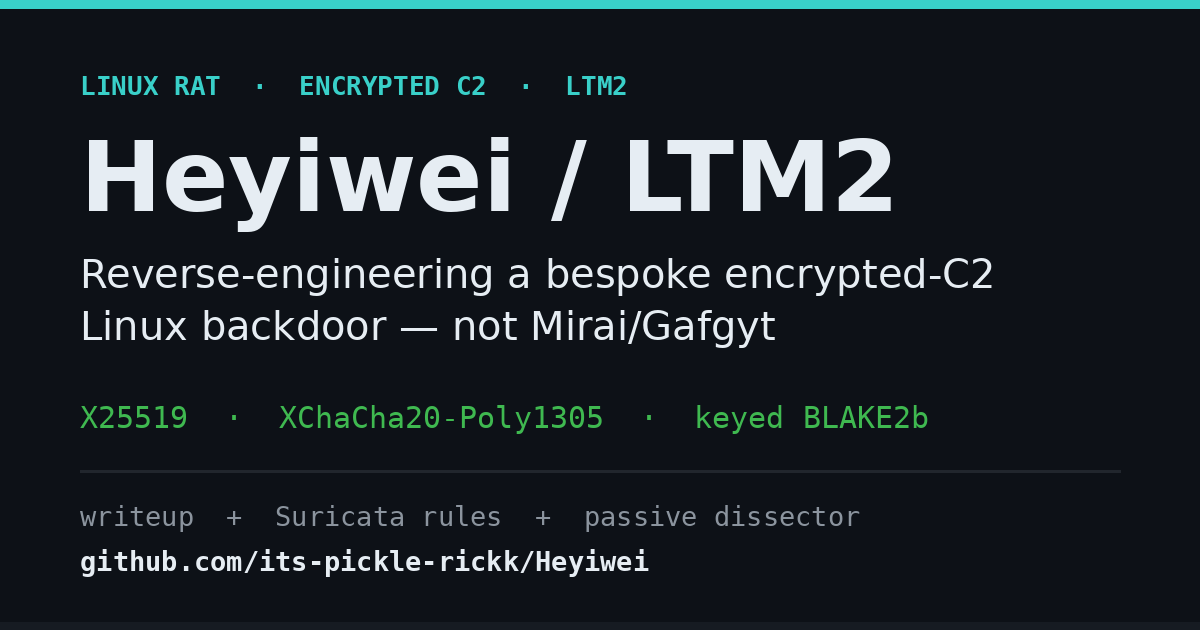 LINUX RAT · ENCRYPTED C2 · LTM2
Heyiwei / LTM2
Reverse-engineering a bespoke encrypted-C2
Linux backdoor — not Mirai/Gafgyt
X25519 · XChaCha20-Poly1305 · keyed BLAKE2b
writeup + Suricata rules + passive dissector
github.com/its-pickle-rickk/Heyiwei